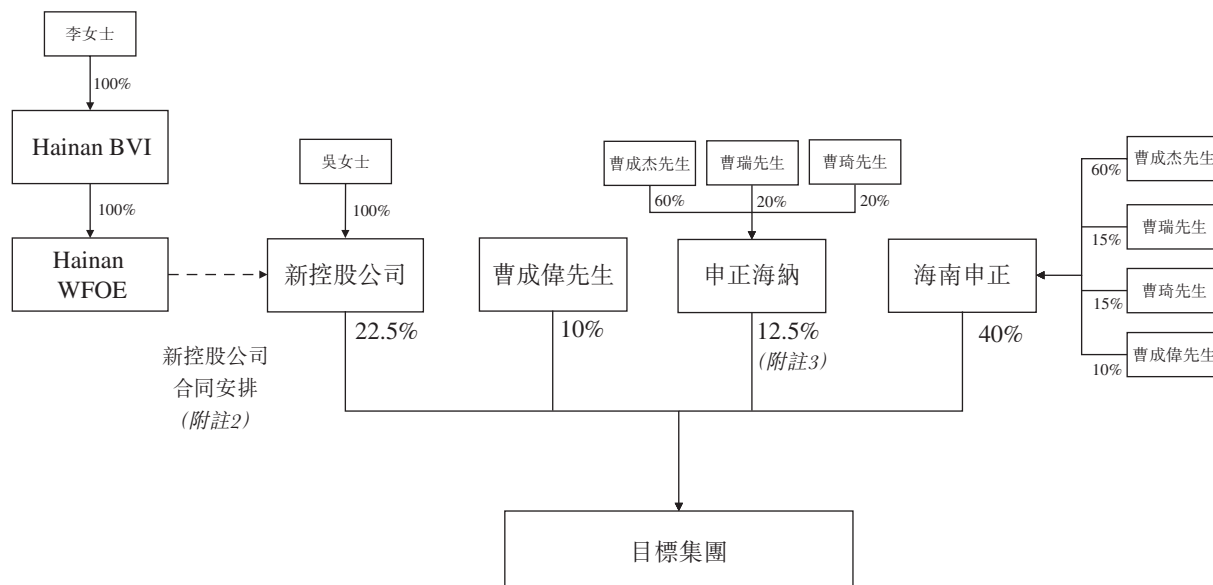 李女士
100%
Hainan BVI
100%
Hainan
WFOE
吳女士
100%
新控股公司
22.5%
新控股公司
合同安排
(附註2)
曹成偉先生
10%
曹成杰先生
曹瑞先生
曹琦先生
60%
20%
20%
申正海納
12.5%
(附註3)
海南申正
40%
曹成杰先生
60%
曹瑞先生
15%
曹琦先生
15%
曹成偉先生
10%
目標集團